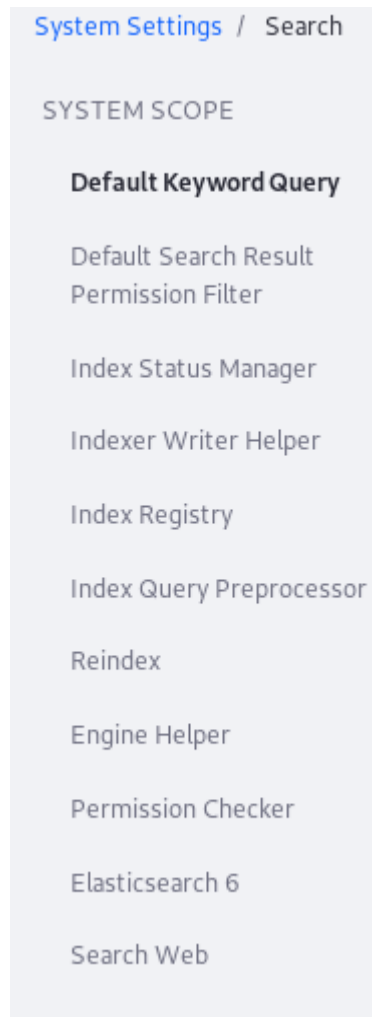 System Settings / Search
SYSTEM SCOPE
Default Keyword Query
Default Search Result
Permission Filter
Index Status Manager
Indexer Writer Helper
Index Registry
Index Query Preprocessor
Reindex
Engine Helper
Permission Checker
Elasticsearch 6
Search Web